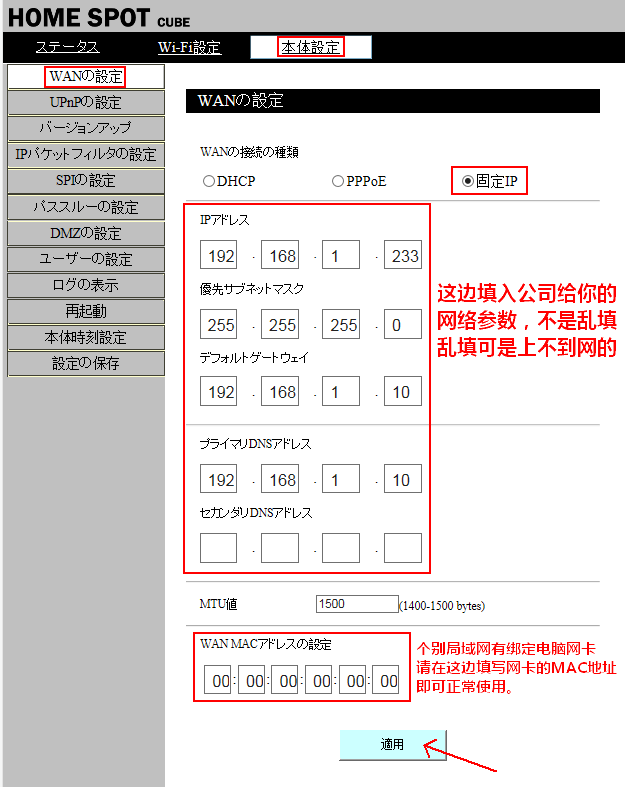 HOME SPOT CUBE
ステータス Wi-Fi設定 本体設定
WANの設定
UPnPの設定
バージョンアップ
IPパケットフィルタの設定
SPIの設定
パススルーの設定
DMZの設定
ユーザーの設定
ログの表示
再起動
本体時刻設定
設定の保存
WANの設定
WANの接続の種類
DHCP PPPoE 固定IP
IPアドレス
192 . 168 . 1 . 233
優先サブネットマスク
255 . 255 . 255 . 0
デフォルトゲートウェイ
192 . 168 . 1 . 10
プライマリDNSアドレス
192 . 168 . 1 . 10
セカンダリDNSアドレス
. . .
这边填入公司给你的
网络参数，不是乱填
乱填可是上不到网的
MTU値 1500 (1400-1500 bytes)
WAN MACアドレスの設定
00:00:00:00:00:00
个别局域网有绑定电脑网卡
请在这边填写网卡的MAC地址
即可正常使用。
適用